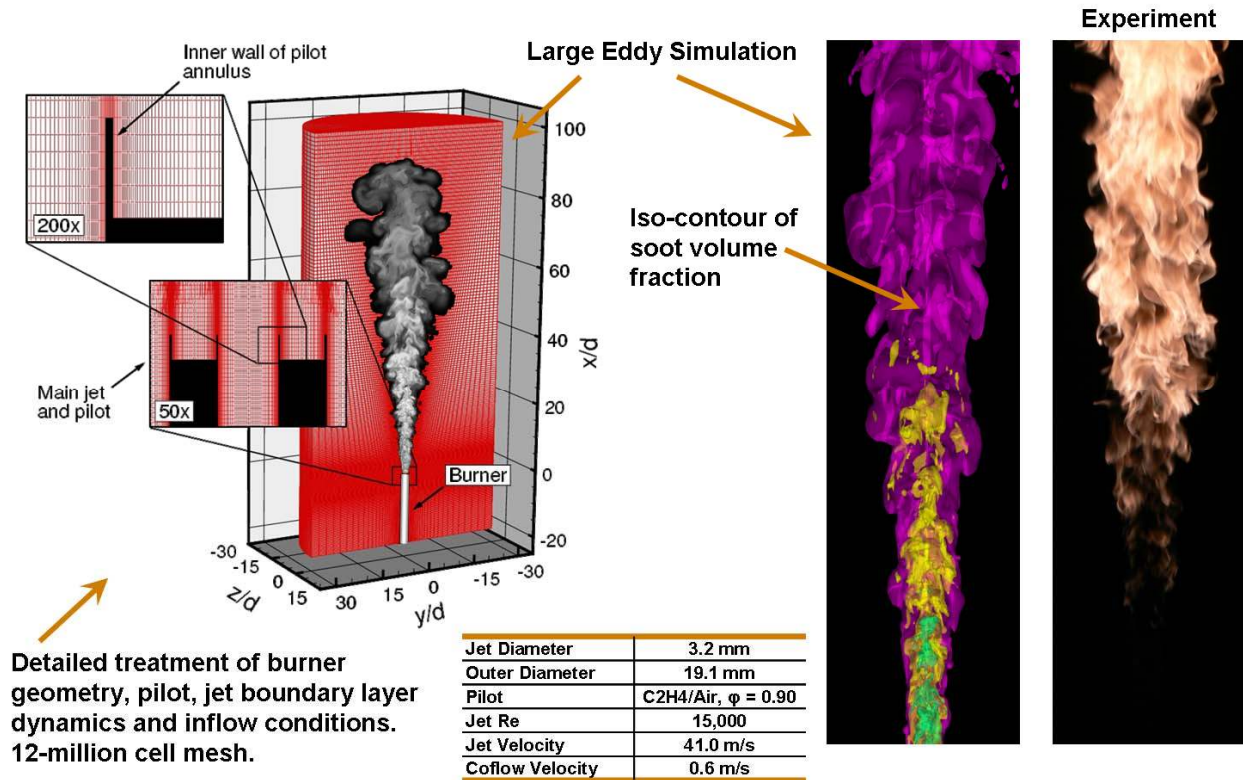 Experiment
Large Eddy Simulation
Inner wall of pilot
annulus
200x
Main jet
and pilot
50x
Iso-contour of
soot volume
fraction
Burner
100
80
60
40
20
0
-20
x/d
-30
-15
0
15
z/d
30
15
0
-15
-30
y/d
Detailed treatment of burner
geometry, pilot, jet boundary layer
dynamics and inflow conditions.
12-million cell mesh.
Jet Diameter 3.2 mm
Outer Diameter 19.1 mm
Pilot C2H4/Air, φ = 0.90
Jet Re 15,000
Jet Velocity 41.0 m/s
Coflow Velocity 0.6 m/s